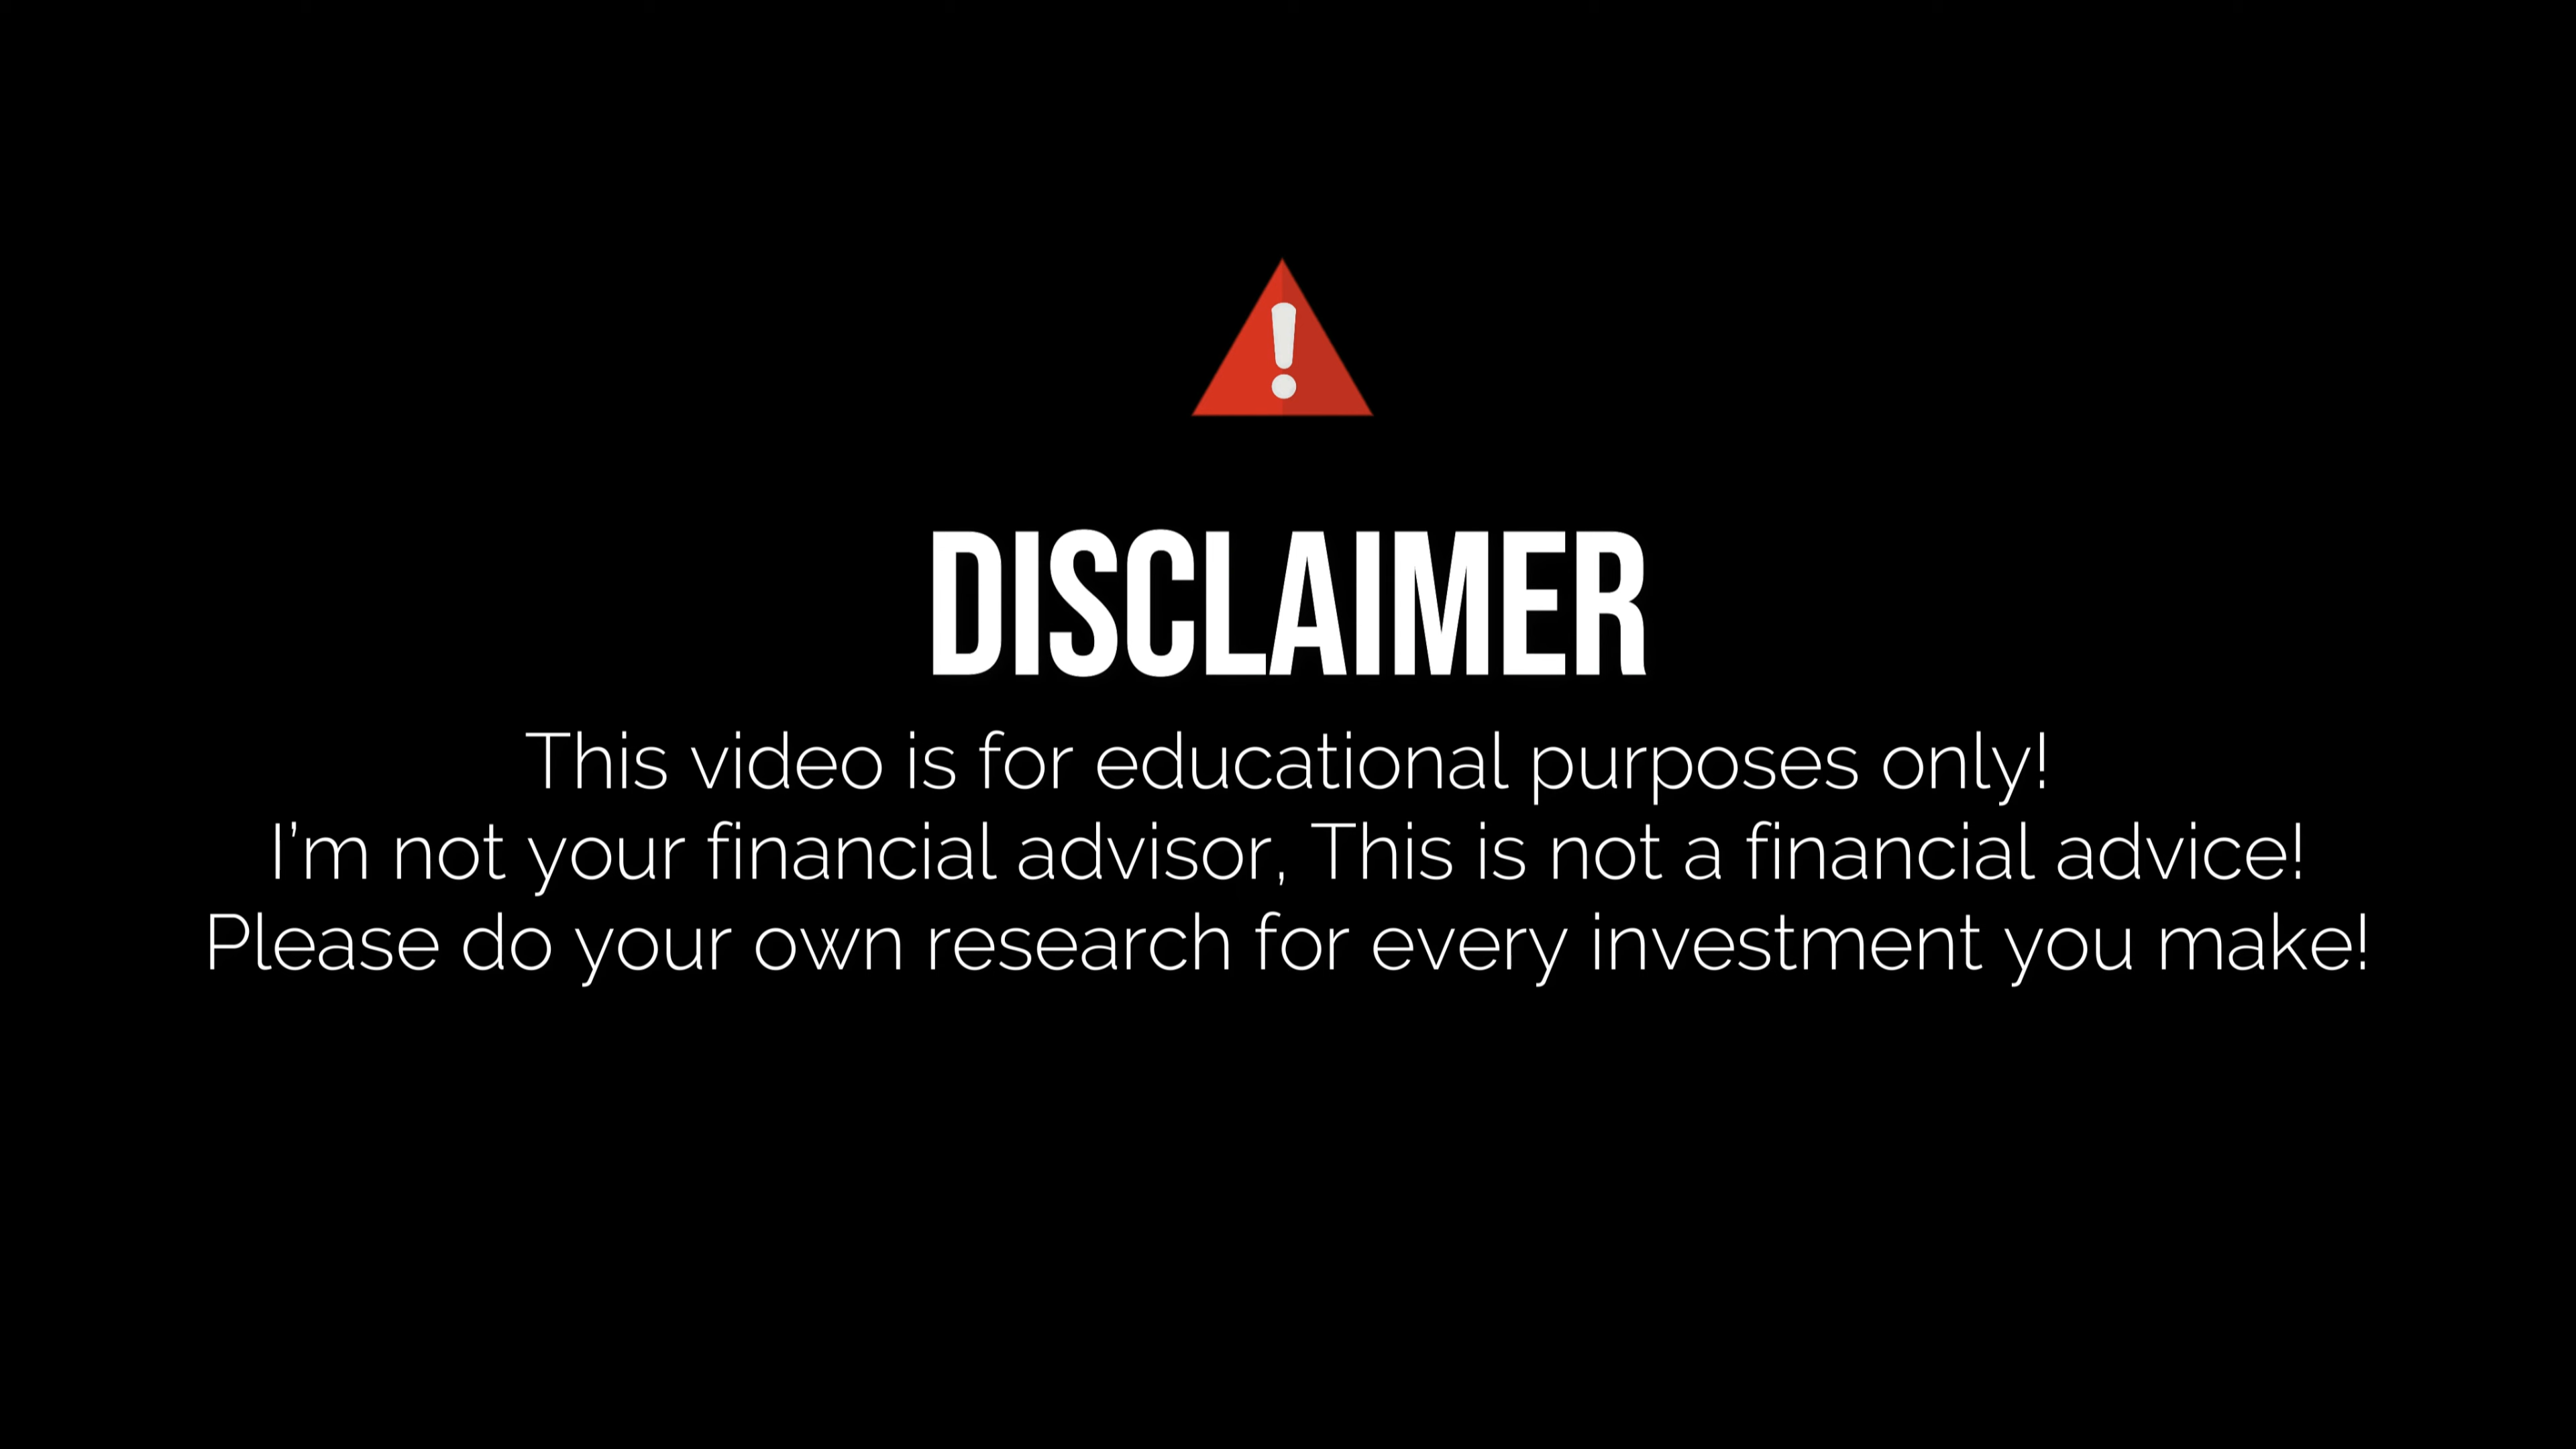 DISCLAIMER
This video is for educational purposes only!
I’m not your financial advisor, This is not a financial advice!
Please do your own research for every investment you make!